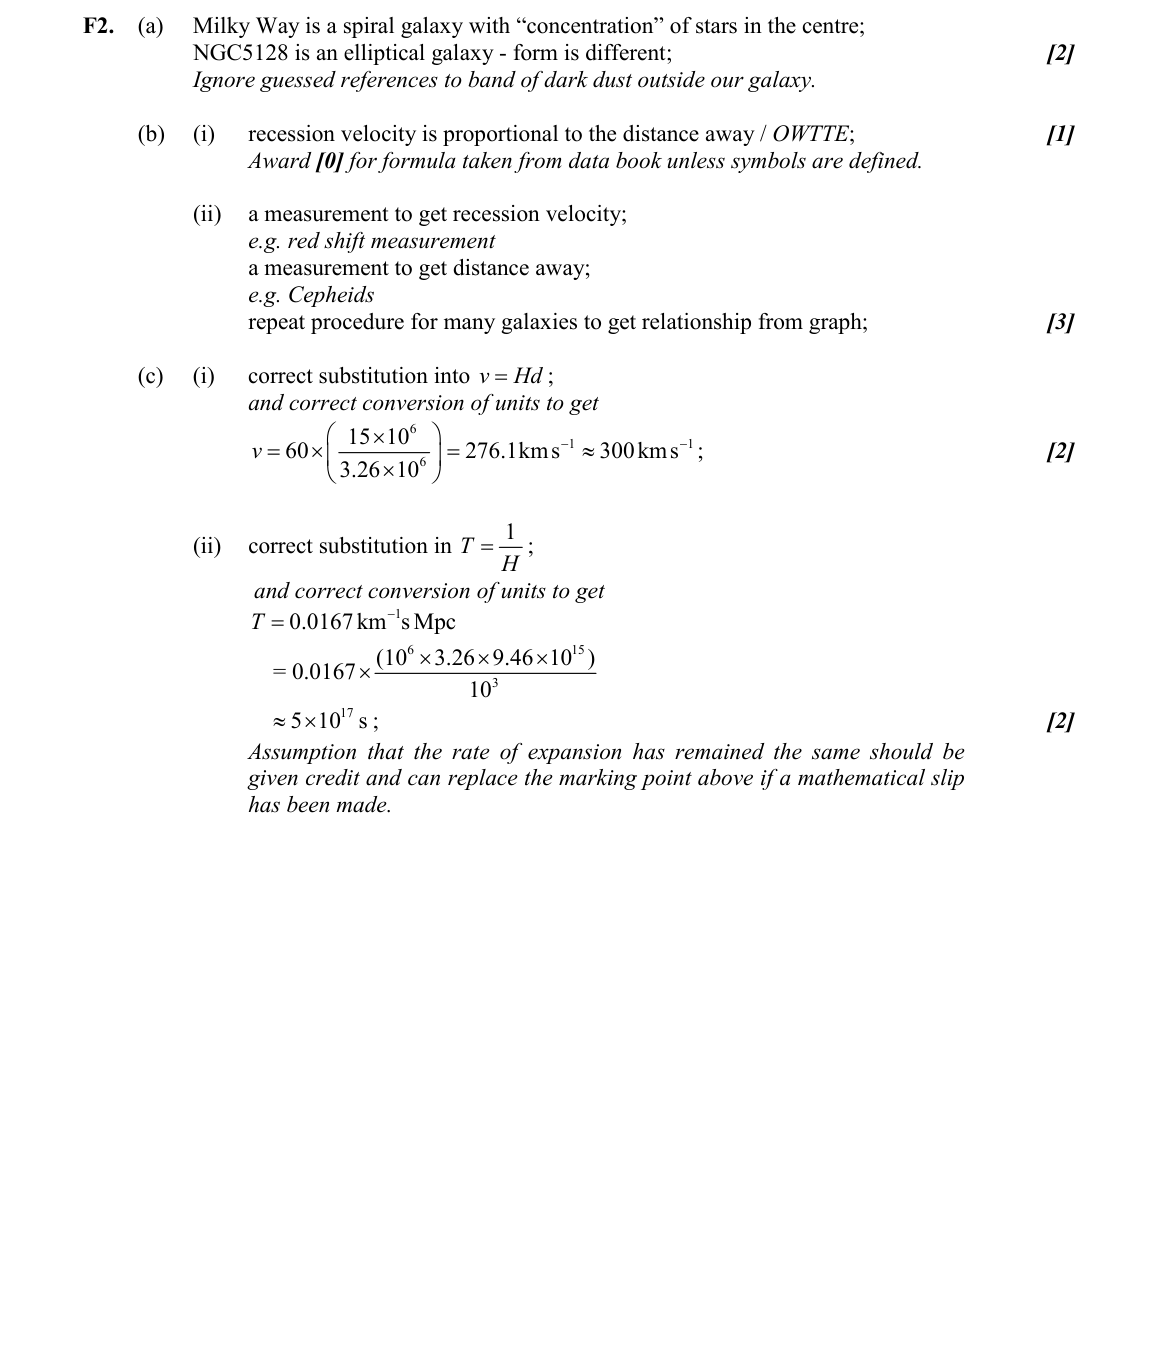 F2. (a) Milky Way is a spiral galaxy with “concentration” of stars in the centre;
NGC5128 is an elliptical galaxy - form is different; [2]
Ignore guessed references to band of dark dust outside our galaxy.
(b) (i) recession velocity is proportional to the distance away / OWTTE; [1]
Award [0] for formula taken from data book unless symbols are defined.
(ii) a measurement to get recession velocity;
e.g. red shift measurement
a measurement to get distance away;
e.g. Cepheids
repeat procedure for many galaxies to get relationship from graph; [3]
(c) (i) correct substitution into v = Hd ;
and correct conversion of units to get
v = 60 × (15×10⁶ / 3.26×10⁶) = 276.1 km s⁻¹ ≈ 300 km s⁻¹ ; [2]
(ii) correct substitution in T = 1/H ;
and correct conversion of units to get
T = 0.0167 km⁻¹s Mpc
= 0.0167 × (10⁶ × 3.26 × 9.46 × 10¹⁵) / 10³
≈ 5×10¹⁷ s ; [2]
Assumption that the rate of expansion has remained the same should be
given credit and can replace the marking point above if a mathematical slip
has been made.